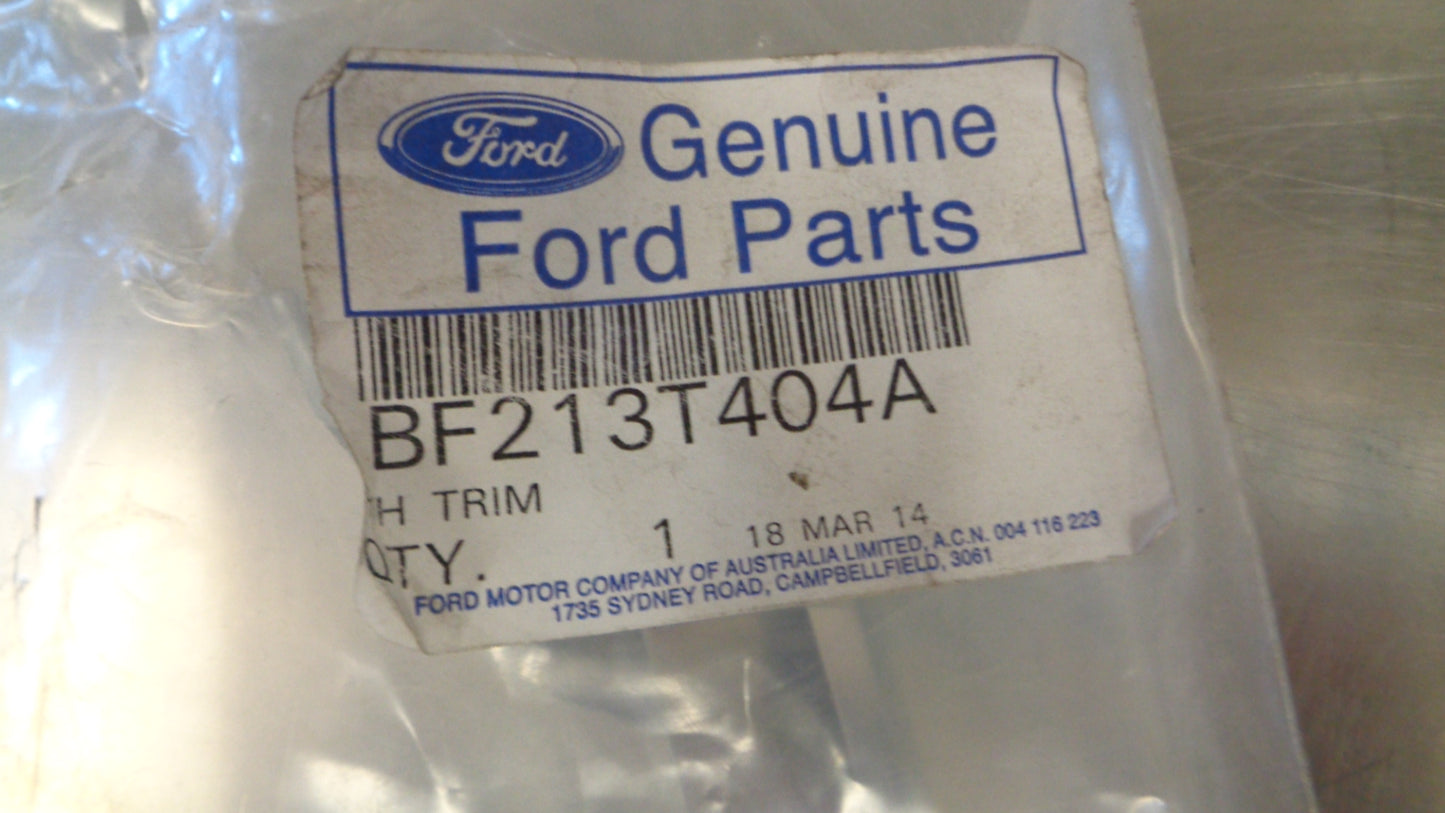 Ford Genuine
Ford Parts
BF213T404A
TH TRIM
QTY. 1 18 MAR 14
FORD MOTOR COMPANY OF AUSTRALIA LIMITED, A.C.N. 004 116 223
1735 SYDNEY ROAD, CAMPBELLFIELD, 3061